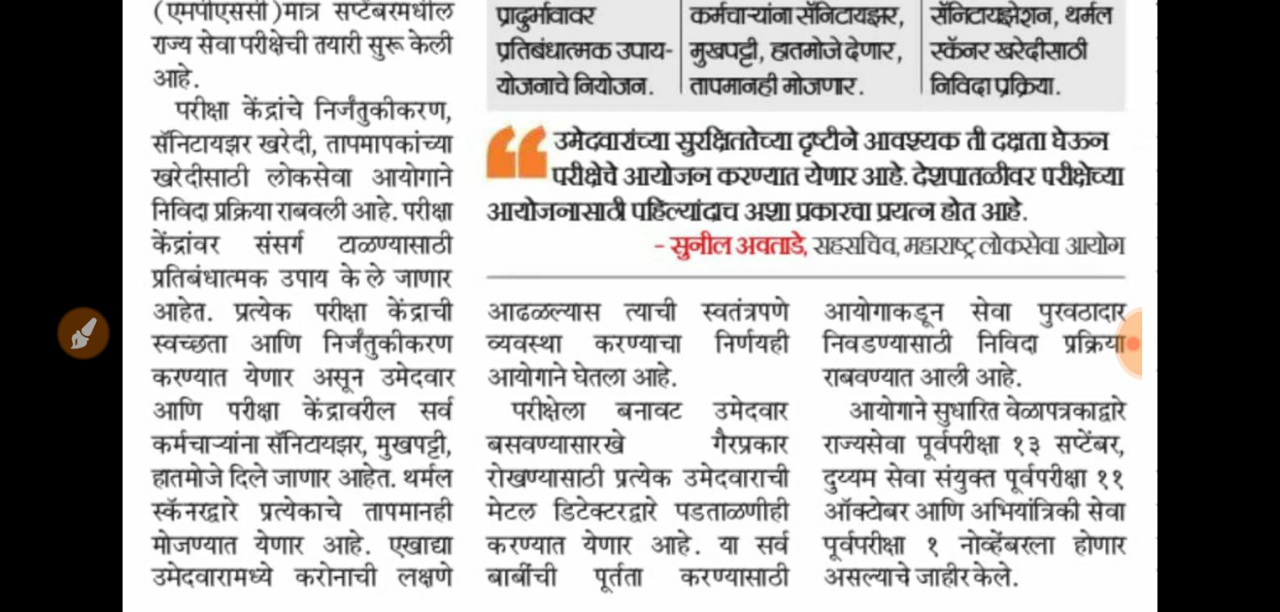 (एमपीएससी)मात्र सप्टेंबरमधील
राज्य सेवा परीक्षेची तयारी सुरू केली
आहे.
परीक्षा केंद्रांचे निर्जंतुकीकरण,
सॅनिटायझर खरेदी, तापमापकांच्या
खरेदीसाठी लोकसेवा आयोगाने
निविदा प्रक्रिया राबवली आहे. परीक्षा
केंद्रांवर संसर्ग टाळण्यासाठी
प्रतिबंधात्मक उपाय के ले जाणार
आहेत. प्रत्येक परीक्षा केंद्राची
स्वच्छता आणि निर्जंतुकीकरण
करण्यात येणार असून उमेदवार
आणि परीक्षा केंद्रावरील सर्व
कर्मचाऱ्यांना सॅनिटायझर, मुखपट्टी,
हातमोजे दिले जाणार आहेत. थर्मल
स्कॅनरद्वारे प्रत्येकाचे तापमानही
मोजण्यात येणार आहे. एखाद्या
उमेदवारामध्ये करोनाची लक्षणे
प्रादुर्भावावर
प्रतिबंधात्मक उपाय-
योजनाचे नियोजन.
कर्मचाऱ्यांना सॅनिटायझर,
मुखपट्टी, हातमोजे देणार,
तापमानही मोजणार.
सॅनिटायझेशन, थर्मल
स्कॅनर खरेदीसाठी
निविदा प्रक्रिया.
उमेदवारांच्या सुरक्षिततेच्या दृष्टीने आवश्यक ती दक्षता घेऊन
परीक्षेचे आयोजन करण्यात येणार आहे. देशपातळीवर परीक्षेच्या
आयोजनासाठी पहिल्यांदाच अशा प्रकारचा प्रयत्न होत आहे.
- सुनील अवताडे, सहसचिव, महाराष्ट्र लोकसेवा आयोग
आढळल्यास त्याची स्वतंत्रपणे
व्यवस्था करण्याचा निर्णयही
आयोगाने घेतला आहे.
परीक्षेला बनावट उमेदवार
बसवण्यासारखे गैरप्रकार
रोखण्यासाठी प्रत्येक उमेदवाराची
मेटल डिटेक्टरद्वारे पडताळणीही
करण्यात येणार आहे. या सर्व
बाबींची पूर्तता करण्यासाठी
आयोगाकडून सेवा पुरवठादार
निवडण्यासाठी निविदा प्रक्रिया
राबवण्यात आली आहे.
आयोगाने सुधारित वेळापत्रकाद्वारे
राज्यसेवा पूर्वपरीक्षा १३ सप्टेंबर,
दुय्यम सेवा संयुक्त पूर्वपरीक्षा ११
ऑक्टोबर आणि अभियांत्रिकी सेवा
पूर्वपरीक्षा १ नोव्हेंबरला होणार
असल्याचे जाहीर केले.